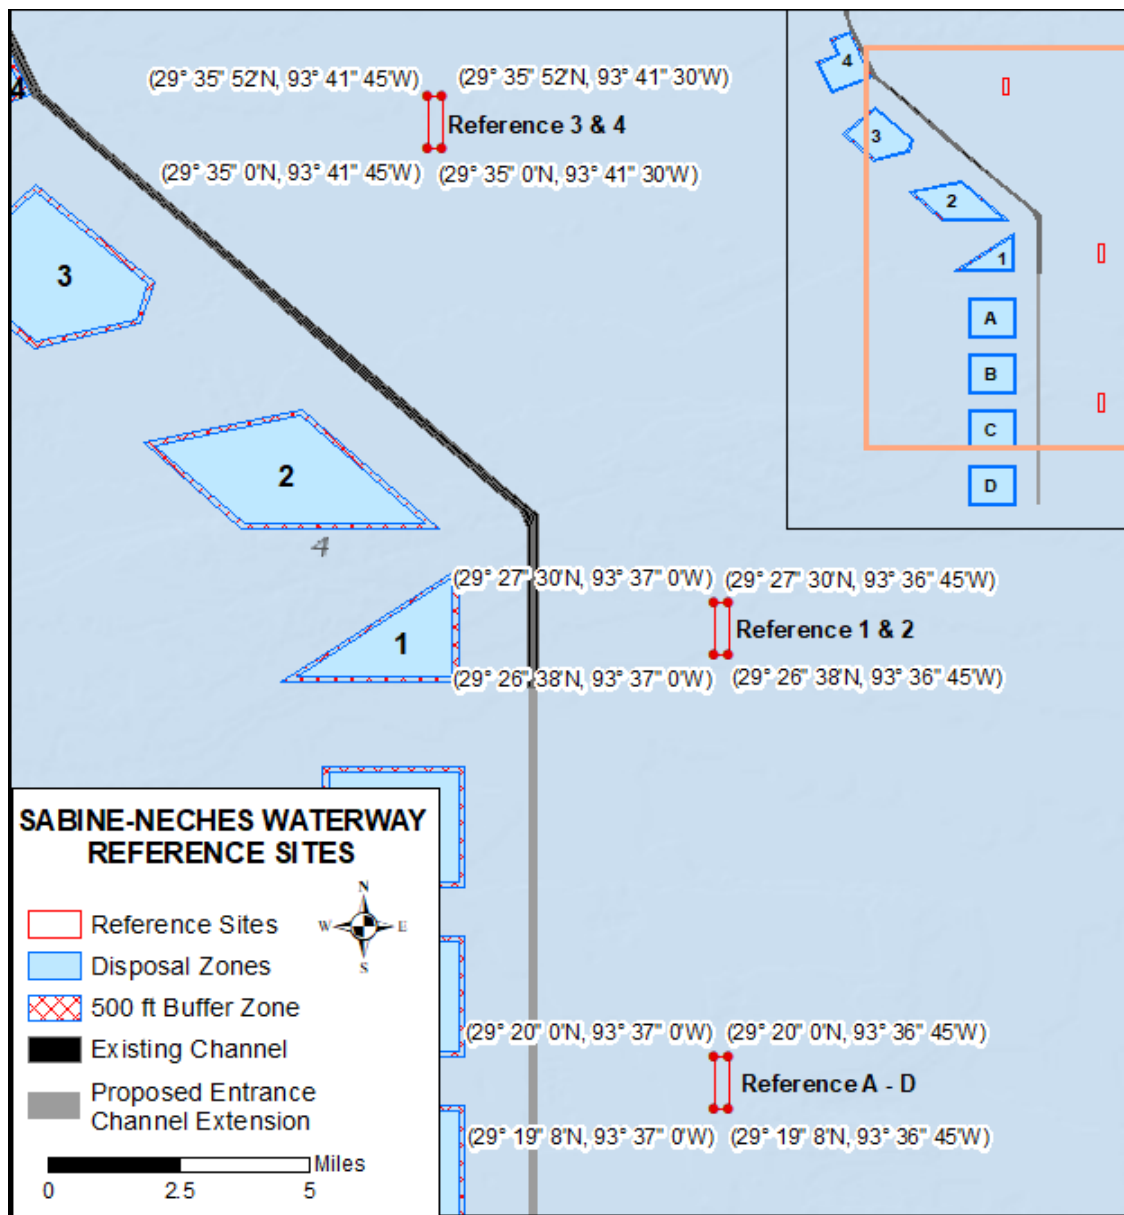 4
(29° 35" 52'N, 93° 41" 45'W) (29° 35" 52'N, 93° 41" 30'W)
Reference 3 & 4
(29° 35" 0'N, 93° 41" 45'W) (29° 35" 0'N, 93° 41" 30'W)
3
2
4
(29° 27" 30'N, 93° 37" 0'W) (29° 27" 30'N, 93° 36" 45'W)
1
Reference 1 & 2
(29° 26" 38'N, 93° 37" 0'W) (29° 26" 38'N, 93° 36" 45'W)
(29° 20" 0'N, 93° 37" 0'W) (29° 20" 0'N, 93° 36" 45'W)
Reference A - D
(29° 19" 8'N, 93° 37" 0'W) (29° 19" 8'N, 93° 36" 45'W)
4
3
2
1
A
B
C
D
SABINE-NECHES WATERWAY
REFERENCE SITES
N
W E
S
Reference Sites
Disposal Zones
500 ft Buffer Zone
Existing Channel
Proposed Entrance
Channel Extension
Miles
0 2.5 5